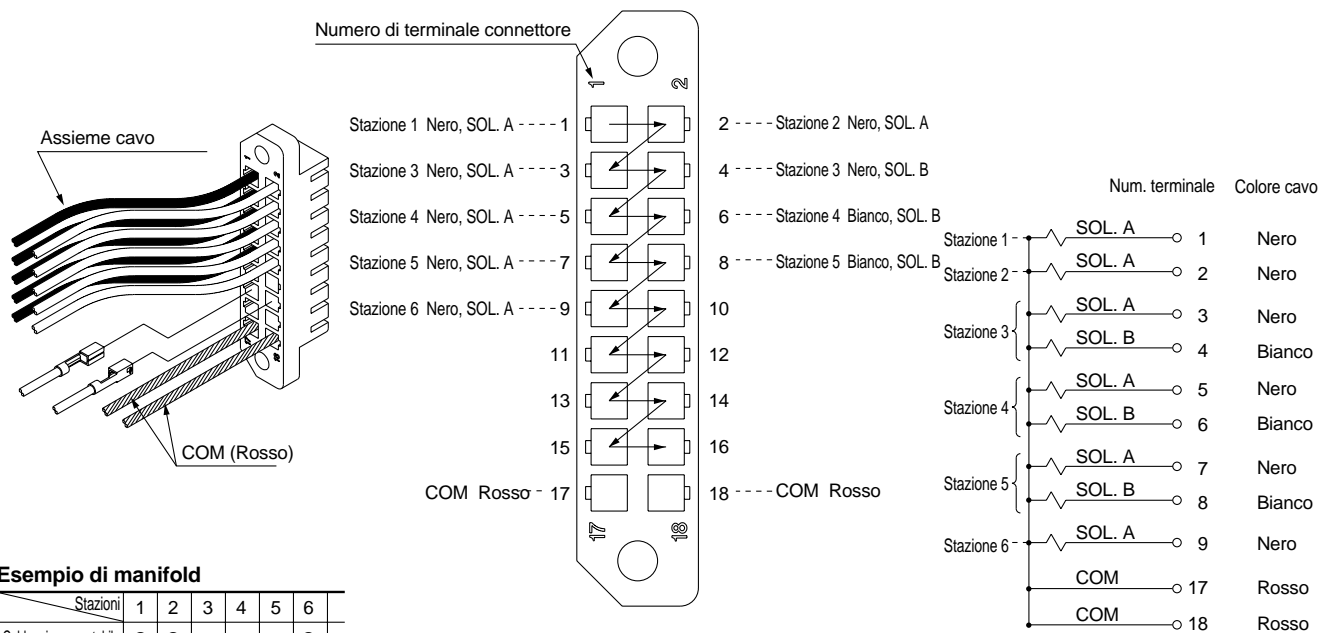 Numero di terminale connettore
Assieme cavo
COM (Rosso)
1 2
Stazione 1 Nero, SOL. A 1
2 Stazione 2 Nero, SOL. A
Stazione 3 Nero, SOL. A 3
4 Stazione 3 Nero, SOL. B
Stazione 4 Nero, SOL. A 5
6 Stazione 4 Bianco, SOL. B
Stazione 5 Nero, SOL. A 7
8 Stazione 5 Bianco, SOL. B
Stazione 6 Nero, SOL. A 9
10
11 12
13 14
15 16
COM Rosso 17
18 COM Rosso
17 18
Num. terminale Colore cavo
Stazione 1 SOL. A 1 Nero
Stazione 2 SOL. A 2 Nero
Stazione 3 SOL. A 3 Nero
SOL. B 4 Bianco
Stazione 4 SOL. A 5 Nero
SOL. B 6 Bianco
Stazione 5 SOL. A 7 Nero
SOL. B 8 Bianco
Stazione 6 SOL. A 9 Nero
COM 17 Rosso
COM 18 Rosso
Esempio di manifold
Stazioni 1 2 3 4 5 6